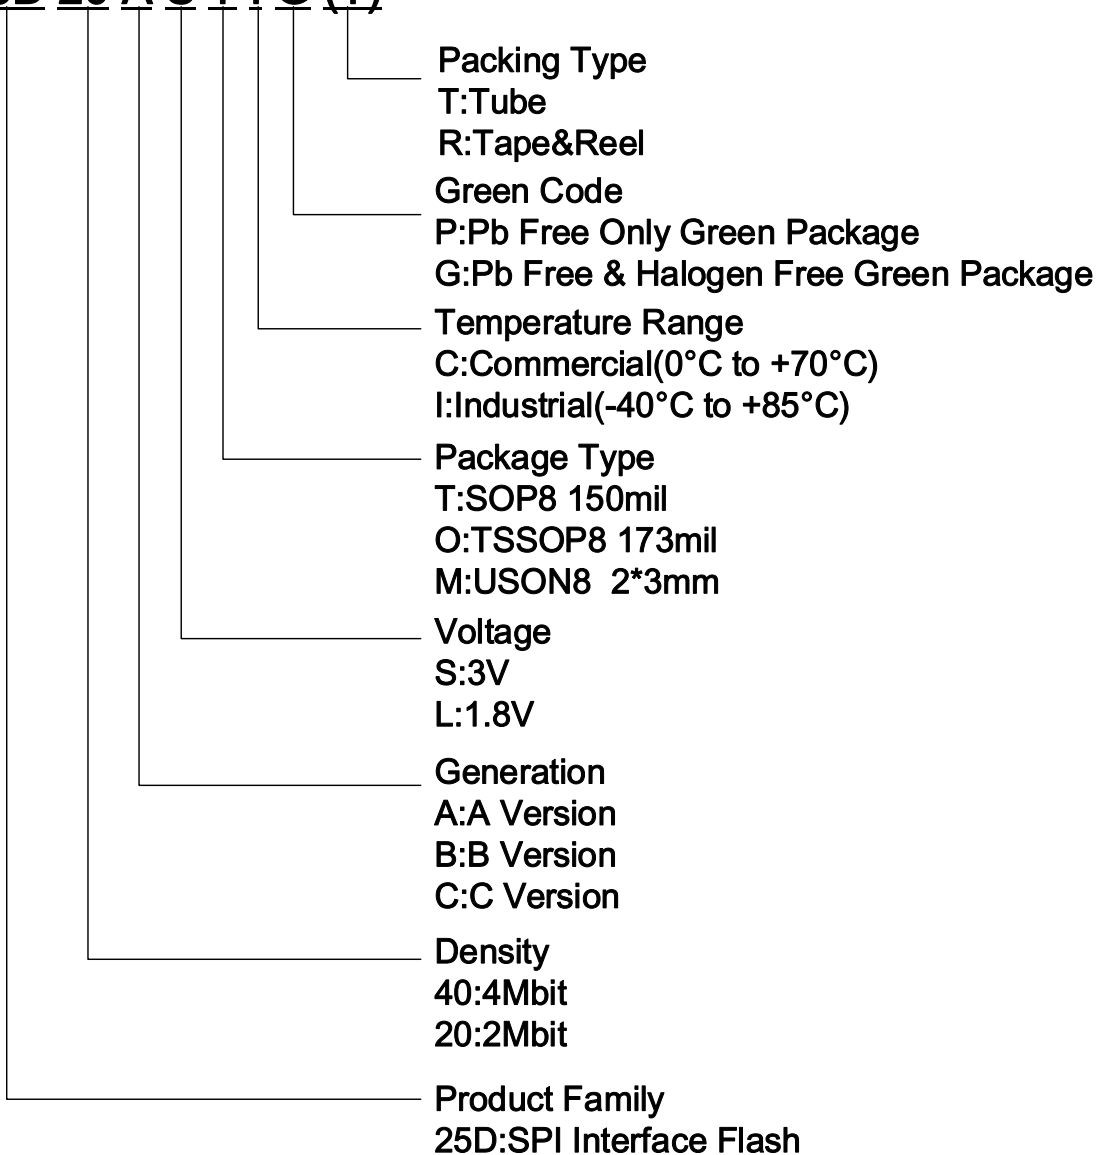 Packing Type
T:Tube
R:Tape&Reel
Green Code
P:Pb Free Only Green Package
G:Pb Free & Halogen Free Green Package
Temperature Range
C:Commercial(0°C to +70°C)
I:Industrial(-40°C to +85°C)
Package Type
T:SOP8 150mil
O:TSSOP8 173mil
M:USON8  2*3mm
Voltage
S:3V
L:1.8V
Generation
A:A Version
B:B Version
C:C Version
Density
40:4Mbit
20:2Mbit
Product Family
25D:SPI Interface Flash